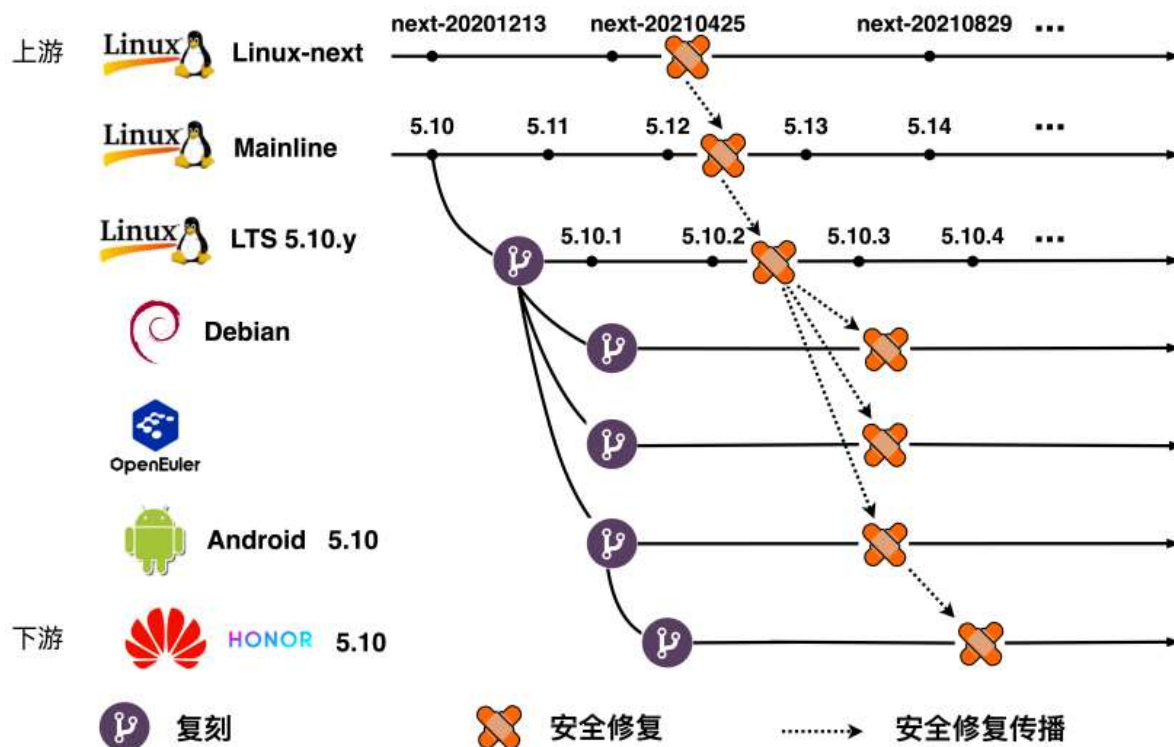 next-20201213 next-20210425 next-20210829 ...
上游 Linux Linux-next
5.10 5.11 5.12 5.13 5.14 ...
Linux Mainline
Linux LTS 5.10.y 5.10.1 5.10.2 5.10.3 5.10.4 ...
Debian
OpenEuler
Android 5.10
下游 HONOR 5.10
复刻 安全修复 安全修复传播